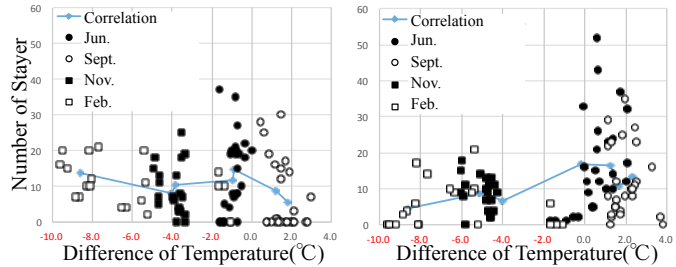 60
50
40
30
20
10
0
Number of Stayer
Correlation
Jun.
Sept.
Nov.
Feb.
-10.0 -8.0 -6.0 -4.0 -2.0 0.0 2.0 4.0
Difference of Temperature(℃)
60
50
40
30
20
10
0
Correlation
Jun.
Sept.
Nov.
Feb.
-10.0 -8.0 -6.0 -4.0 -2.0 0.0 2.0 4.0
Difference of Temperature(℃)